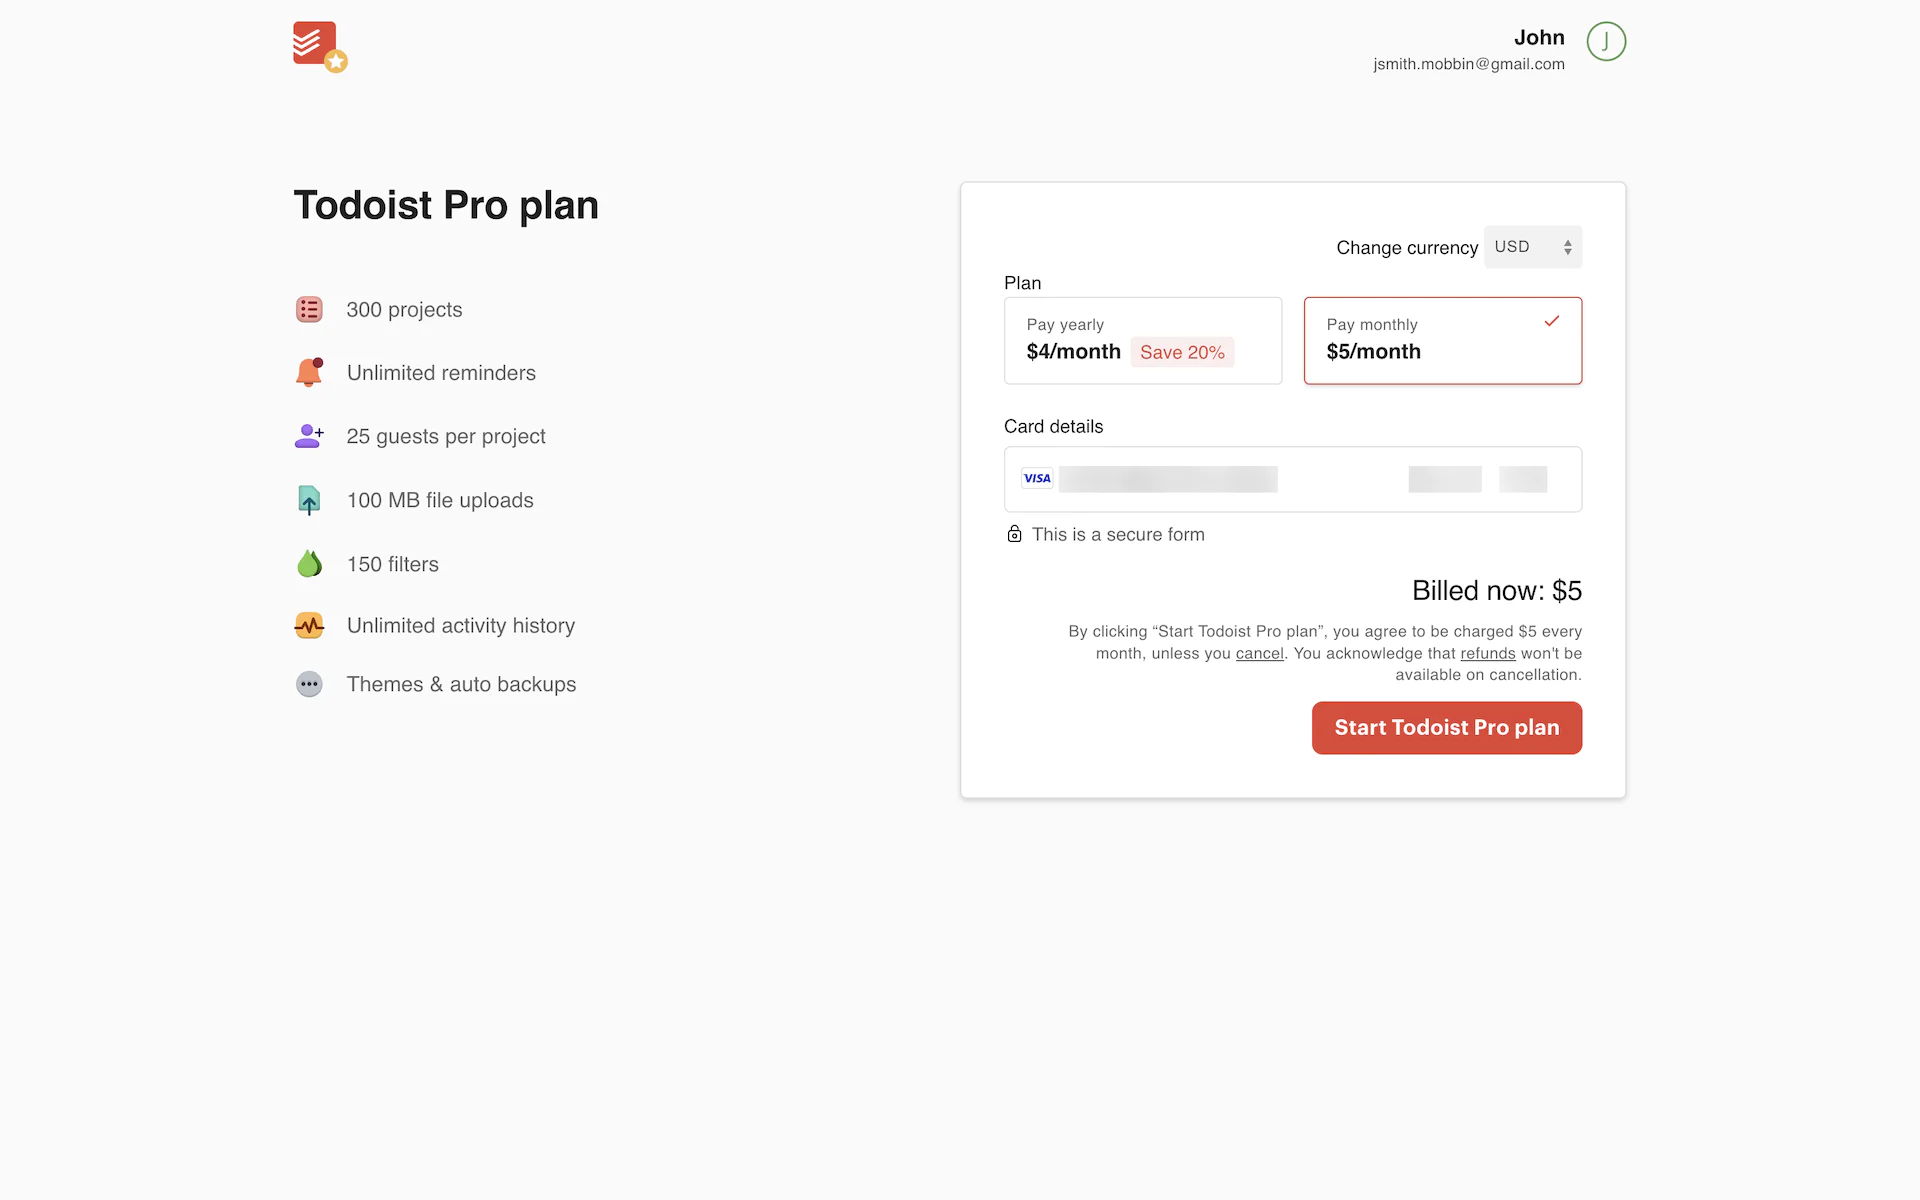 John
jsmith.mobbin@gmail.com
J
Todoist Pro plan
300 projects
Unlimited reminders
25 guests per project
100 MB file uploads
150 filters
Unlimited activity history
Themes & auto backups
Change currency USD
Plan
Pay yearly
$4/month Save 20%
Pay monthly
$5/month
Card details
VISA
This is a secure form
Billed now: $5
By clicking “Start Todoist Pro plan”, you agree to be charged $5 every
month, unless you cancel. You acknowledge that refunds won't be
available on cancellation.
Start Todoist Pro plan